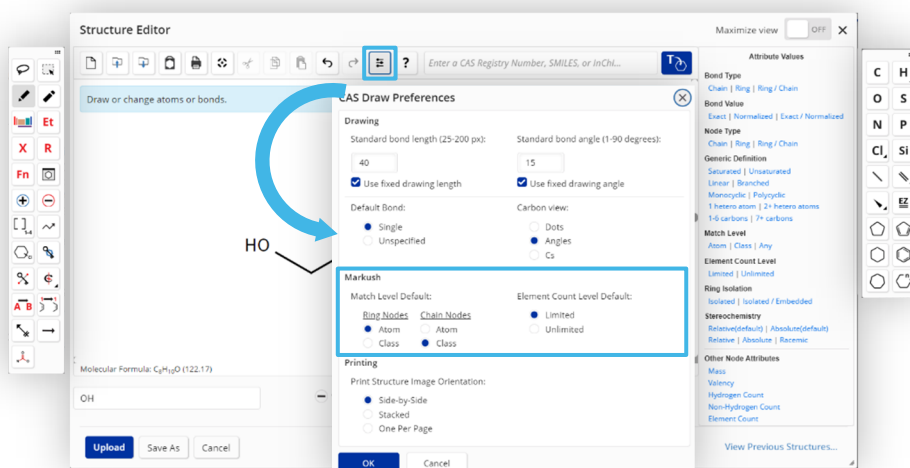 Structure Editor
Maximize view OFF
Enter a CAS Registry Number, SMILES, or InChI...
Draw or change atoms or bonds.
Et
X R
Fn
A B
HO
Molecular Formula: C₈H₁₀O (122.17)
OH
Upload Save As Cancel
CAS Draw Preferences
Drawing
Standard bond length (25-200 px): Standard bond angle (1-90 degrees):
40 15
Use fixed drawing length Use fixed drawing angle
Default Bond: Carbon view:
Single Dots
Unspecified Angles
Cs
Markush
Match Level Default: Element Count Level Default:
Ring Nodes Chain Nodes Limited
Atom Atom Unlimited
Class Class
Printing
Print Structure Image Orientation:
Side-by-Side
Stacked
One Per Page
OK Cancel
Attribute Values
Bond Type
Chain | Ring | Ring / Chain
Bond Value
Exact | Normalized | Exact / Normalized
Node Type
Chain | Ring | Ring / Chain
Generic Definition
Saturated | Unsaturated
Linear | Branched
Monocyclic | Polycyclic
1 hetero atom | 2+ hetero atoms
1-6 carbons | 7+ carbons
Match Level
Atom | Class | Any
Element Count Level
Limited | Unlimited
Ring Isolation
Isolated | Isolated / Embedded
Stereochemistry
Relative(default) | Absolute(default)
Relative | Absolute | Racemic
Other Node Attributes
Mass
Valency
Hydrogen Count
Non-Hydrogen Count
Element Count
View Previous Structures...
C H
O S
N P
Cl Si
EZ